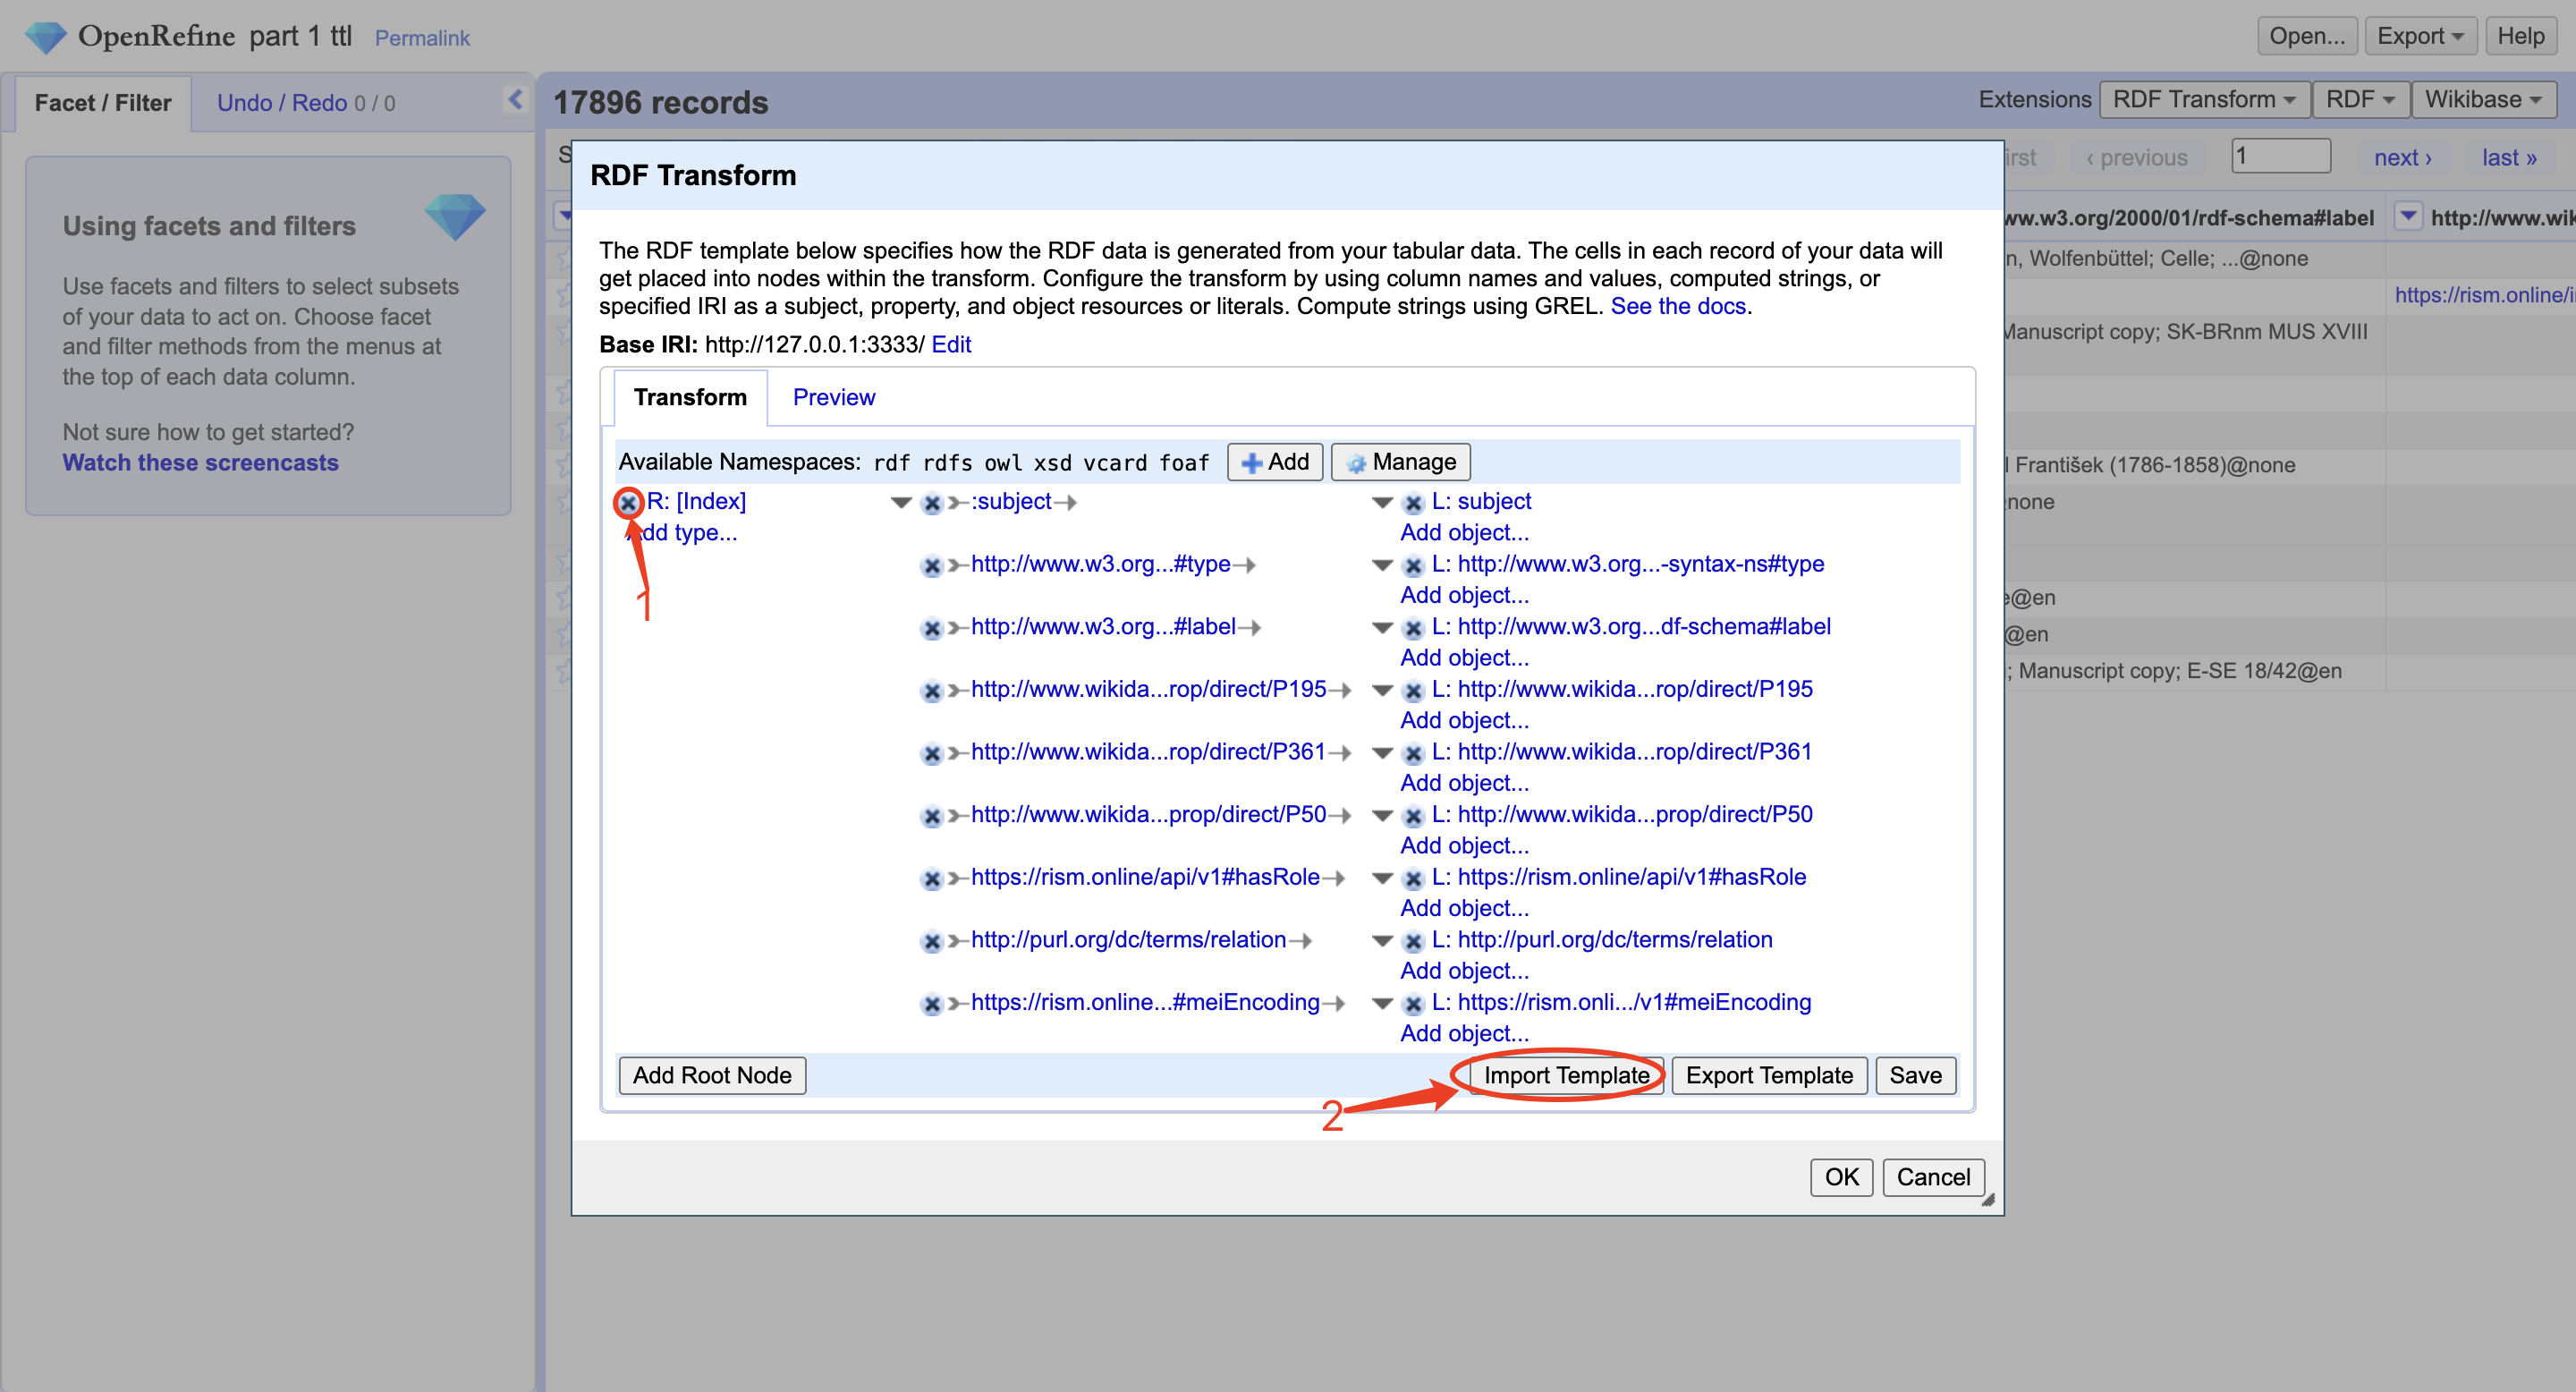 OpenRefine part 1 ttl Permalink
Open... Export Help
Facet / Filter Undo / Redo 0 / 0
17896 records
Extensions RDF Transform RDF Wikibase
‹ previous 1 next › last »
Using facets and filters
Use facets and filters to select subsets
of your data to act on. Choose facet
and filter methods from the menus at
the top of each data column.
Not sure how to get started?
Watch these screencasts
RDF Transform
The RDF template below specifies how the RDF data is generated from your tabular data. The cells in each record of your data will
get placed into nodes within the transform. Configure the transform by using column names and values, computed strings, or
specified IRI as a subject, property, and object resources or literals. Compute strings using GREL. See the docs.
Base IRI: http://127.0.0.1:3333/ Edit
Transform Preview
Available Namespaces: rdf rdfs owl xsd vcard foaf Add Manage
R: [Index] :subject L: subject
Add type... Add object...
http://www.w3.org...#type L: http://www.w3.org...-syntax-ns#type
Add object...
1
http://www.w3.org...#label L: http://www.w3.org...df-schema#label
Add object...
http://www.wikida...rop/direct/P195 L: http://www.wikida...rop/direct/P195
Add object...
http://www.wikida...rop/direct/P361 L: http://www.wikida...rop/direct/P361
Add object...
http://www.wikida...prop/direct/P50 L: http://www.wikida...prop/direct/P50
Add object...
https://rism.online/api/v1#hasRole L: https://rism.online/api/v1#hasRole
Add object...
http://purl.org/dc/terms/relation L: http://purl.org/dc/terms/relation
Add object...
https://rism.online...#meiEncoding L: https://rism.onli.../v1#meiEncoding
Add object...
Add Root Node Import Template Export Template Save
2
OK Cancel
ww.w3.org/2000/01/rdf-schema#label http://www.wik
n, Wolfenbüttel; Celle; ...@none
https://rism.online/i
Manuscript copy; SK-BRnm MUS XVIII
František (1786-1858)@none
none
e@en
@en
; Manuscript copy; E-SE 18/42@en